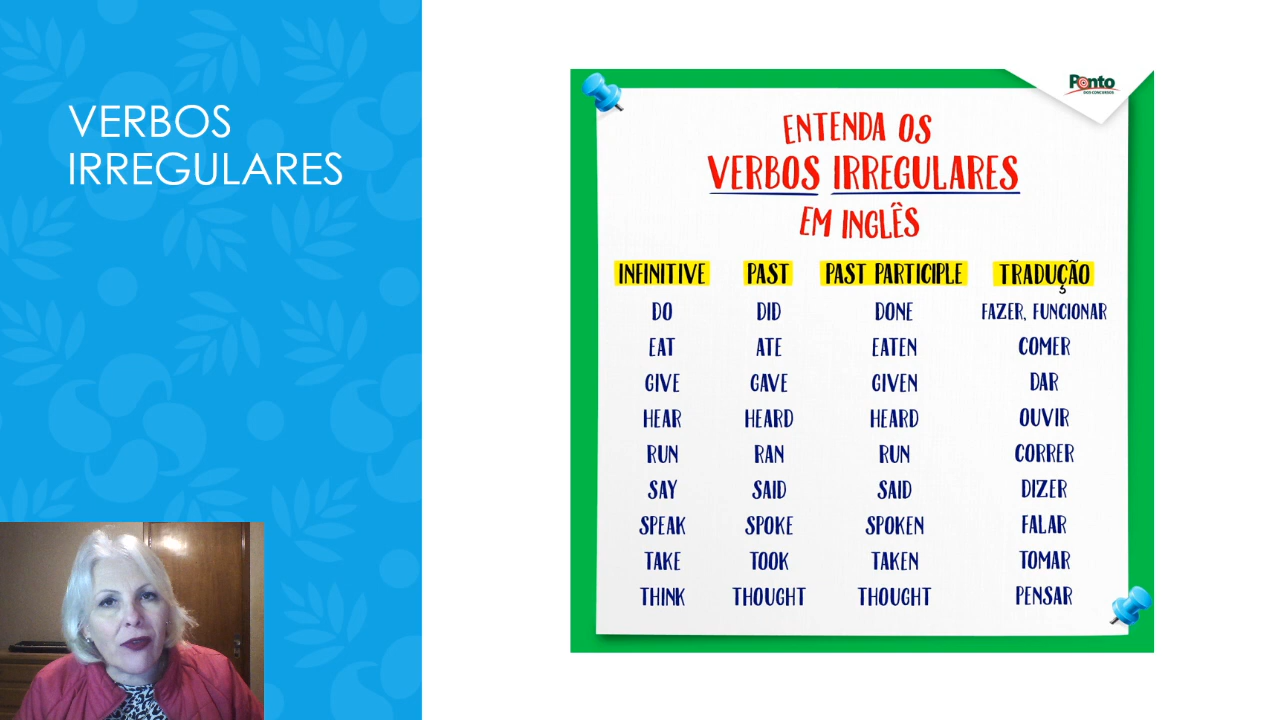 VERBOS
IRREGULARES
Ponto
DOS CONCURSOS
ENTENDA OS
VERBOS IRREGULARES
EM INGLÊS
INFINITIVE PAST PAST PARTICIPLE TRADUÇÃO
DO DID DONE FAZER, FUNCIONAR
EAT ATE EATEN COMER
GIVE GAVE GIVEN DAR
HEAR HEARD HEARD OUVIR
RUN RAN RUN CORRER
SAY SAID SAID DIZER
SPEAK SPOKE SPOKEN FALAR
TAKE TOOK TAKEN TOMAR
THINK THOUGHT THOUGHT PENSAR